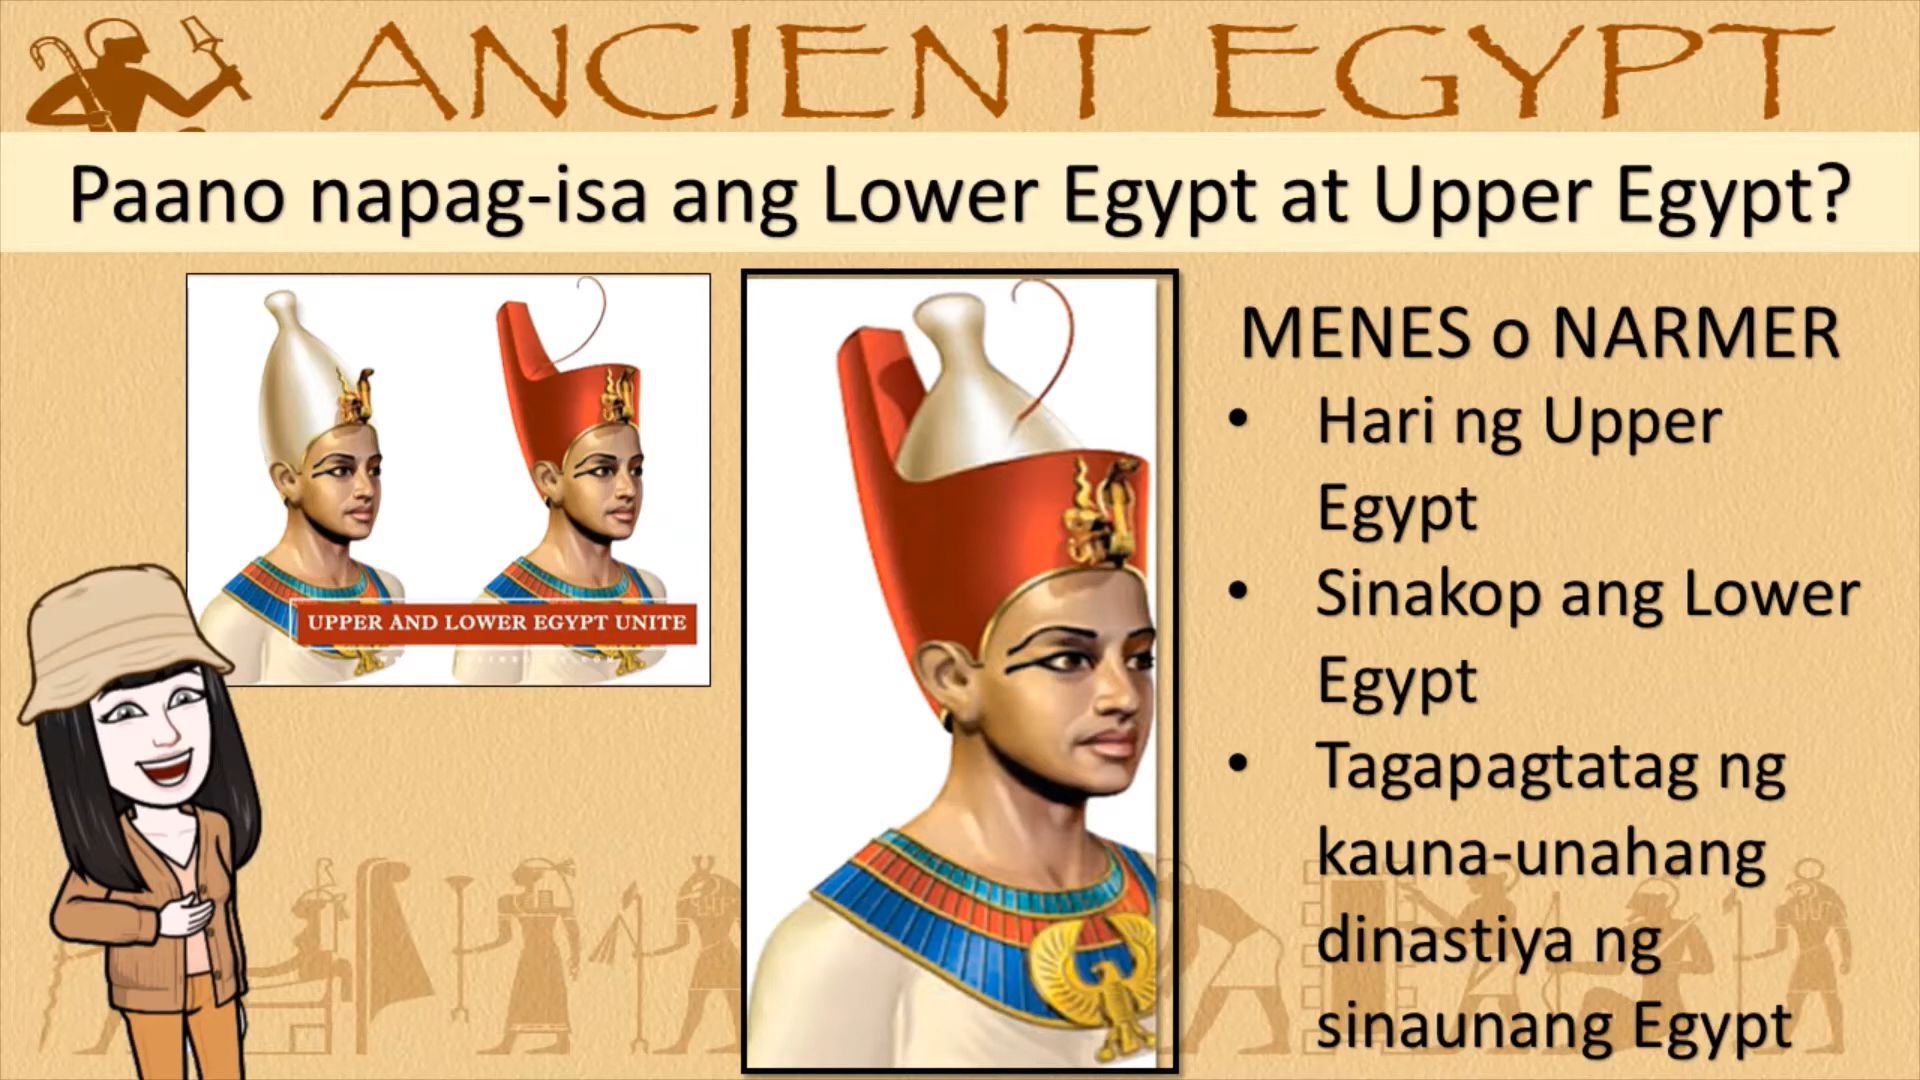 ANCIENT EGYPT
Paano napag-isa ang Lower Egypt at Upper Egypt?
UPPER AND LOWER EGYPT UNITE
MENES o NARMER
• Hari ng Upper
Egypt
• Sinakop ang Lower
Egypt
• Tagapagtatag ng
kauna-unahang
dinastiya ng
sinaunang Egypt